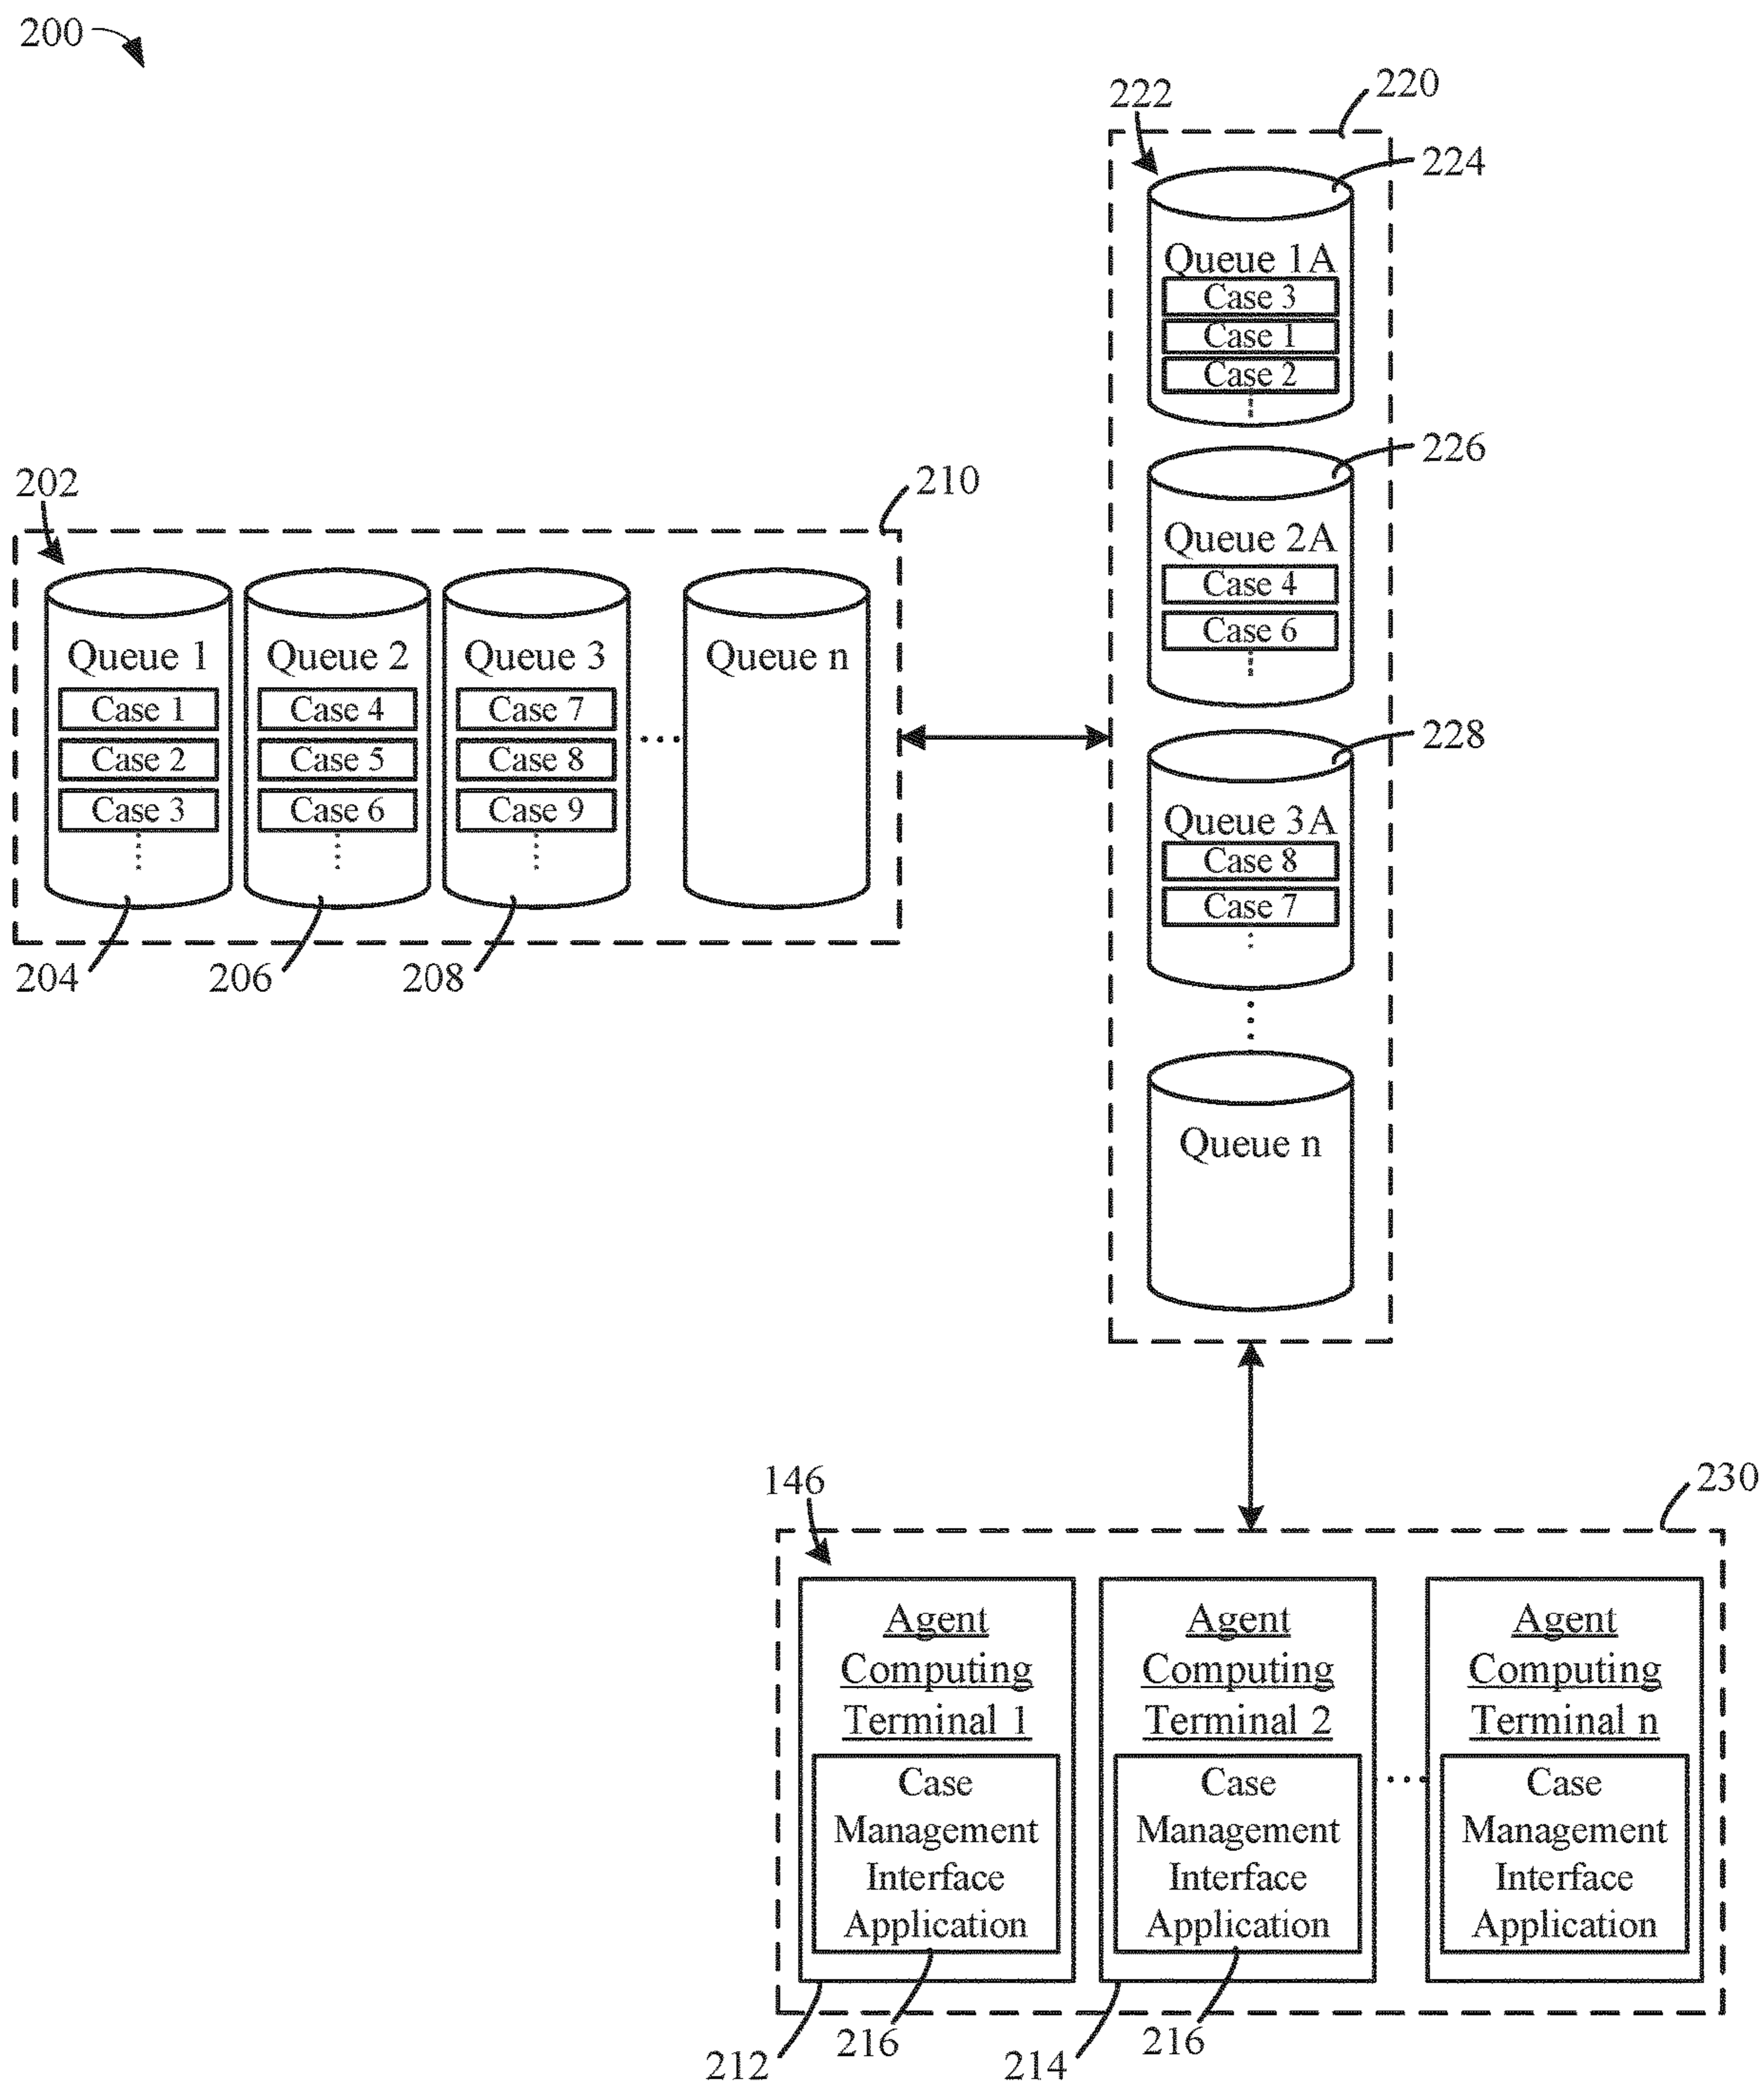 200
220
222
224
Queue 1A
Case 3
Case 1
Case 2
226
Queue 2A
Case 4
Case 6
228
Queue 3A
Case 8
Case 7
Queue n
202
210
Queue 1
Case 1
Case 2
Case 3
Queue 2
Case 4
Case 5
Case 6
Queue 3
Case 7
Case 8
Case 9
Queue n
204
206
208
146
230
Agent
Computing
Terminal 1
Case
Management
Interface
Application
Agent
Computing
Terminal 2
Case
Management
Interface
Application
Agent
Computing
Terminal n
Case
Management
Interface
Application
212
216
214
216